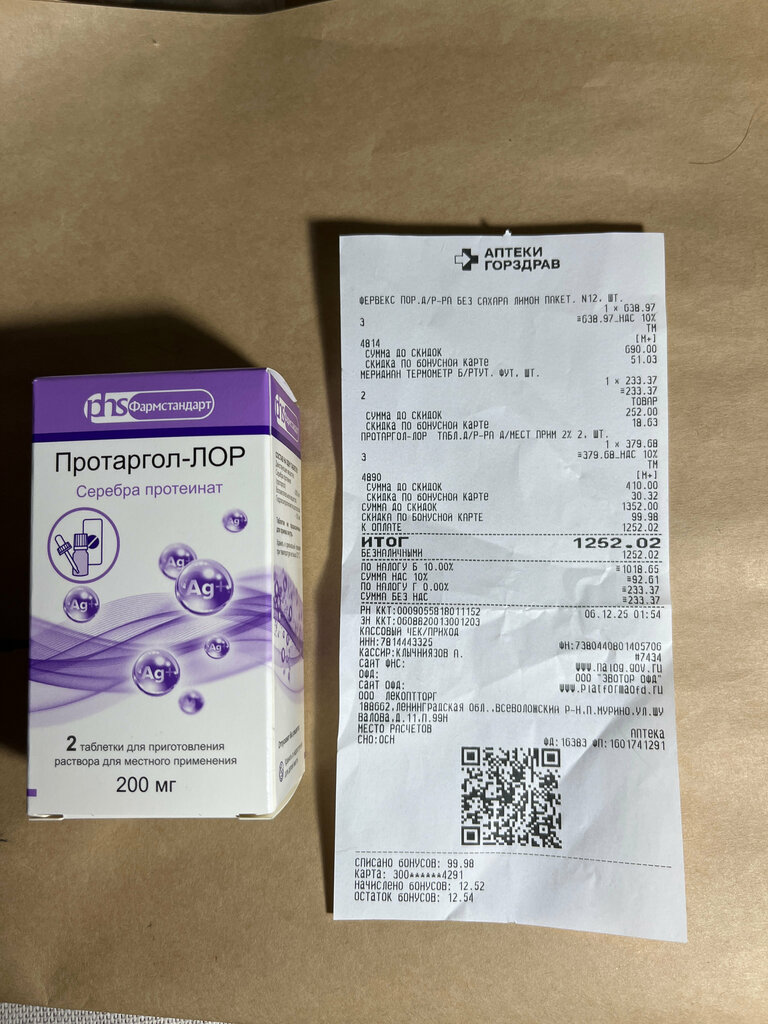 phs Фармстандарт
Протаргол-ЛОР
Серебра протеинат
Ag+
Ag+
Ag+
Ag+
Ag+
Ag+
2 таблетки для приготовления
раствора для местного применения
200 мг
АПТЕКИ
ГОРЗДРАВ
ФЕРВЕКС ПОР.Д/Р-РА БЕЗ САХАРА ЛИМОН ПАКЕТ. N12, ШТ.
1 × 638.97
3 ≡638.97_НДС 10%
ТМ
[М+]
4814
СУММА ДО СКИДОК 690.00
СКИДКА ПО БОНУСНОЙ КАРТЕ 51.03
МЕРИДИАН ТЕРМОМЕТР Б/РТУТ. ФУТ, ШТ.
1 × 233.37
≡233.37
2 ТОВАР
СУММА ДО СКИДОК 252.00
СКИДКА ПО БОНУСНОЙ КАРТЕ 18.63
ПРОТАРГОЛ-ЛОР ТАБЛ.Д/Р-РА Д/МЕСТ ПРИМ 2% 2, ШТ.
1 × 379.68
3 ≡379.68_НДС 10%
ТМ
[М+]
4890
СУММА ДО СКИДОК 410.00
СКИДКА ПО БОНУСНОЙ КАРТЕ 30.32
СУММА ДО СКИДОК 1352.00
СКИДКА ПО БОНУСНОЙ КАРТЕ 99.98
К ОПЛАТЕ 1252.02
ИТОГ 1252.02
БЕЗНАЛИЧНЫМИ 1252.02
ПО НАЛОГУ Б 10.00% ≡1018.65
СУММА НДС 10% ≡92.61
ПО НАЛОГУ Г 0.00% ≡233.37
СУММА БЕЗ НДС ≡233.37
РН ККТ:0009055818011152 06.12.25 01:54
ЗН ККТ:0608820013001203
КАССОВЫЙ ЧЕК/ПРИХОД
ИНН:7814443325 ФН:7380440801405706
КАССИР:КЛЫЧНИЯЗОВ А. #7434
САЙТ ФНС: www.nalog.gov.ru
ОФД: ООО "ЭВОТОР ОФД"
САЙТ ОФД: www.platformaofd.ru
ООО ЛЕКОПТТОРГ
188662,ЛЕНИНГРАДСКАЯ ОБЛ.,ВСЕВОЛОЖСКИЙ Р-Н,П.МУРИНО,УЛ.ШУ
ВАЛОВА,Д.11,П.99Н
МЕСТО РАСЧЕТОВ АПТЕКА
СНО:ОСН ФД:16383 ФП:1601741291
СПИСАНО БОНУСОВ: 99.98
КАРТА: 300******4291
НАЧИСЛЕНО БОНУСОВ: 12.52
ОСТАТОК БОНУСОВ: 12.54